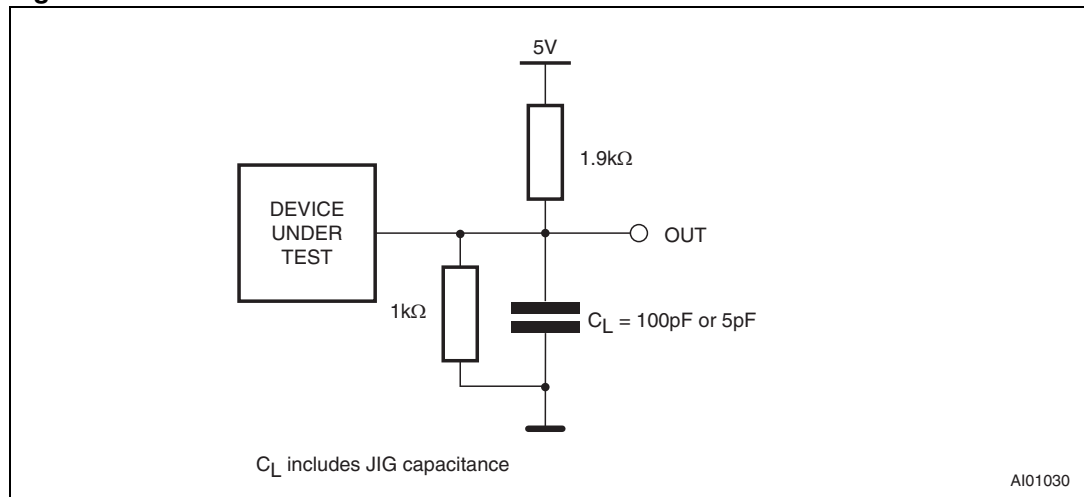 5V
1.9kΩ
DEVICE
UNDER
TEST
OUT
1kΩ
CL = 100pF or 5pF
CL includes JIG capacitance
AI01030